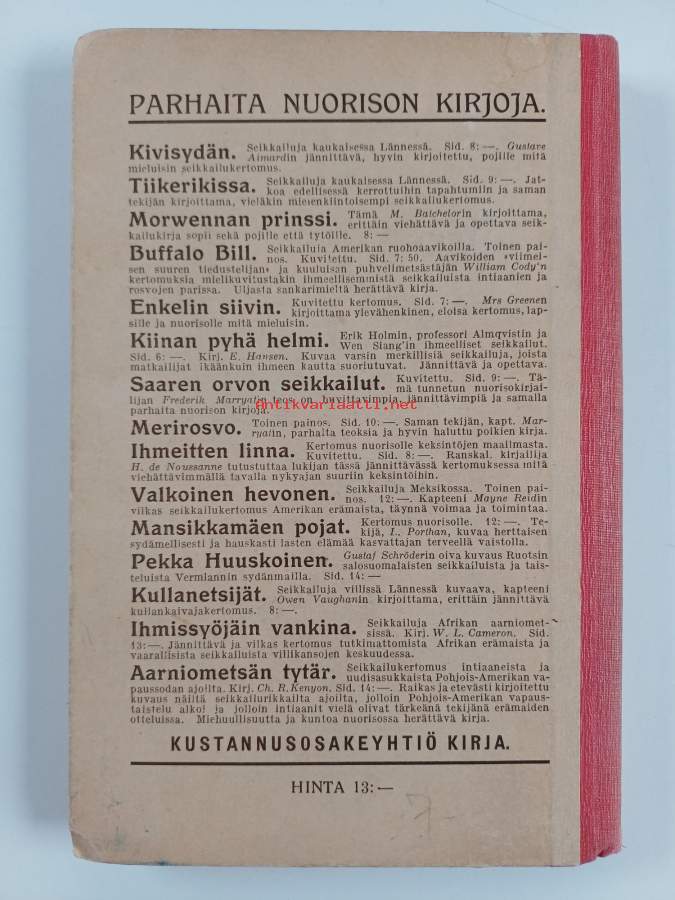 PARHAITA NUORISON KIRJOJA.
Kivisydän. Seikkailuja kaukaisessa Lännessä. Sid. 8: —. Gustave
Aimardin jännittävä, hyvin kirjoitettu, pojille mitä
mieluisin seikkailukertomus.
Tiikerikissa. Seikkailuja kaukaisessa Lännessä. Sid. 9: —. Jat-
koa edellisessä kerrottuihin tapahtumiin ja saman
tekijän kirjoittama, vieläkin mielenkiintoisempi seikkailukertomus.
Morwennan prinssi. Tämä M. Batchelorin kirjoittama,
erittäin viehättävä ja opettava seik-
kailukirja sopii sekä pojille että tytöille. 8: —
Buffalo Bill. Seikkailuja Amerikan ruohoaavikoilla. Toinen pai-
nos. Kuvitettu. Sid. 7: 50. Aavikoiden »viimei-
sen suuren tiedustelijan» ja kuuluisan puhvelimetsästäjän William Cody'n
kertomuksia mielikuvitustakin ihmeellisemmistä seikkailuista intiaanien ja
rosvojen parissa. Uljasta sankarimieltä herättävä kirja.
Enkelin siivin. Kuvitettu kertomus. Sid. 7: —. Mrs Greenen
kirjoittama ylevähenkinen, eloisa kertomus, lap-
sille ja nuorisolle mitä mieluisin.
Kiinan pyhä helmi. Erik Holmin, professori Almqvistin ja
Wen Siang'in ihmeelliset seikkailut.
Sid. 6: —. Kirj. E. Hansen. Kuvaa varsin merkillisiä seikkailuja, joista
matkailijat ikäänkuin ihmeen kautta suoriutuvat. Jännittävä ja opettava.
Saaren orvon seikkailut. Kuvitettu. Sid. 9: —. Tä-
mä tunnetun nuorisokirjai-
lijan Frederik Marryatin teos on huvittavimpia, jännittävimpiä ja samalla
parhaita nuorison kirjoja.
antikvariaatti.net
Merirosvo. Toinen painos. Sid. 10: —. Saman tekijän, kapt. Mar-
ryatin, parhaita teoksia ja hyvin haluttu poikien kirja.
Ihmeitten linna. Kertomus nuorisolle keksintöjen maailmasta.
Kuvitettu. Sid. 8: —. Ranskal. kirjailija
H. de Noussanne tutustuttaa lukijan tässä jännittävässä kertomuksessa mitä
viehättävimmällä tavalla nykyajan suuriin keksintöihin.
Valkoinen hevonen. Seikkailuja Meksikossa. Toinen pai-
nos. 12: —. Kapteeni Mayne Reidin
vilkas seikkailukertomus Amerikan erämaista, täynnä voimaa ja toimintaa.
Mansikkamäen pojat. Kertomus nuorisolle. 12: —. Te-
kijä, L. Porthan, kuvaa herttaisen
sydämellisesti ja hauskasti lasten elämää kasvattajan terveellä vaistolla.
Pekka Huuskoinen. Gustaf Schröderin oiva kuvaus Ruotsin
salosuomalaisten seikkailuista ja tais-
teluista Vermlannin sydänmailla. Sid. 14: —
Kullanetsijät. Seikkailuja villissä Lännessä kuvaava, kapteeni
Owen Vaughanin kirjoittama, erittäin jännittävä
kullankaivajakertomus. 8: —.
Ihmissyöjäin vankina. Seikkailuja Afrikan aarniomet-
sissä. Kirj. W. L. Cameron. Sid.
13: —. Jännittävä ja vilkas kertomus tutkimattomista Afrikan erämaista ja
vaarallisista seikkailuista villikansojen keskuudessa.
Aarniometsän tytär. Seikkailukertomus intiaaneista ja
uudisasukkaista Pohjois-Amerikan va-
paussodan ajoilta. Kirj. Ch. R. Kenyon. Sid. 14: —. Raikas ja etevästi kirjoitettu
kuvaus näiltä seikkailurikkailta ajoilta, jolloin Pohjois-Amerikan vapaus-
taistelu alkoi ja jolloin intiaanit vielä olivat tärkeänä tekijänä erämaiden
otteluissa. Miehuullisuutta ja kuntoa nuorisossa herättävä kirja.
KUSTANNUSOSAKEYHTIÖ KIRJA.
HINTA 13: —